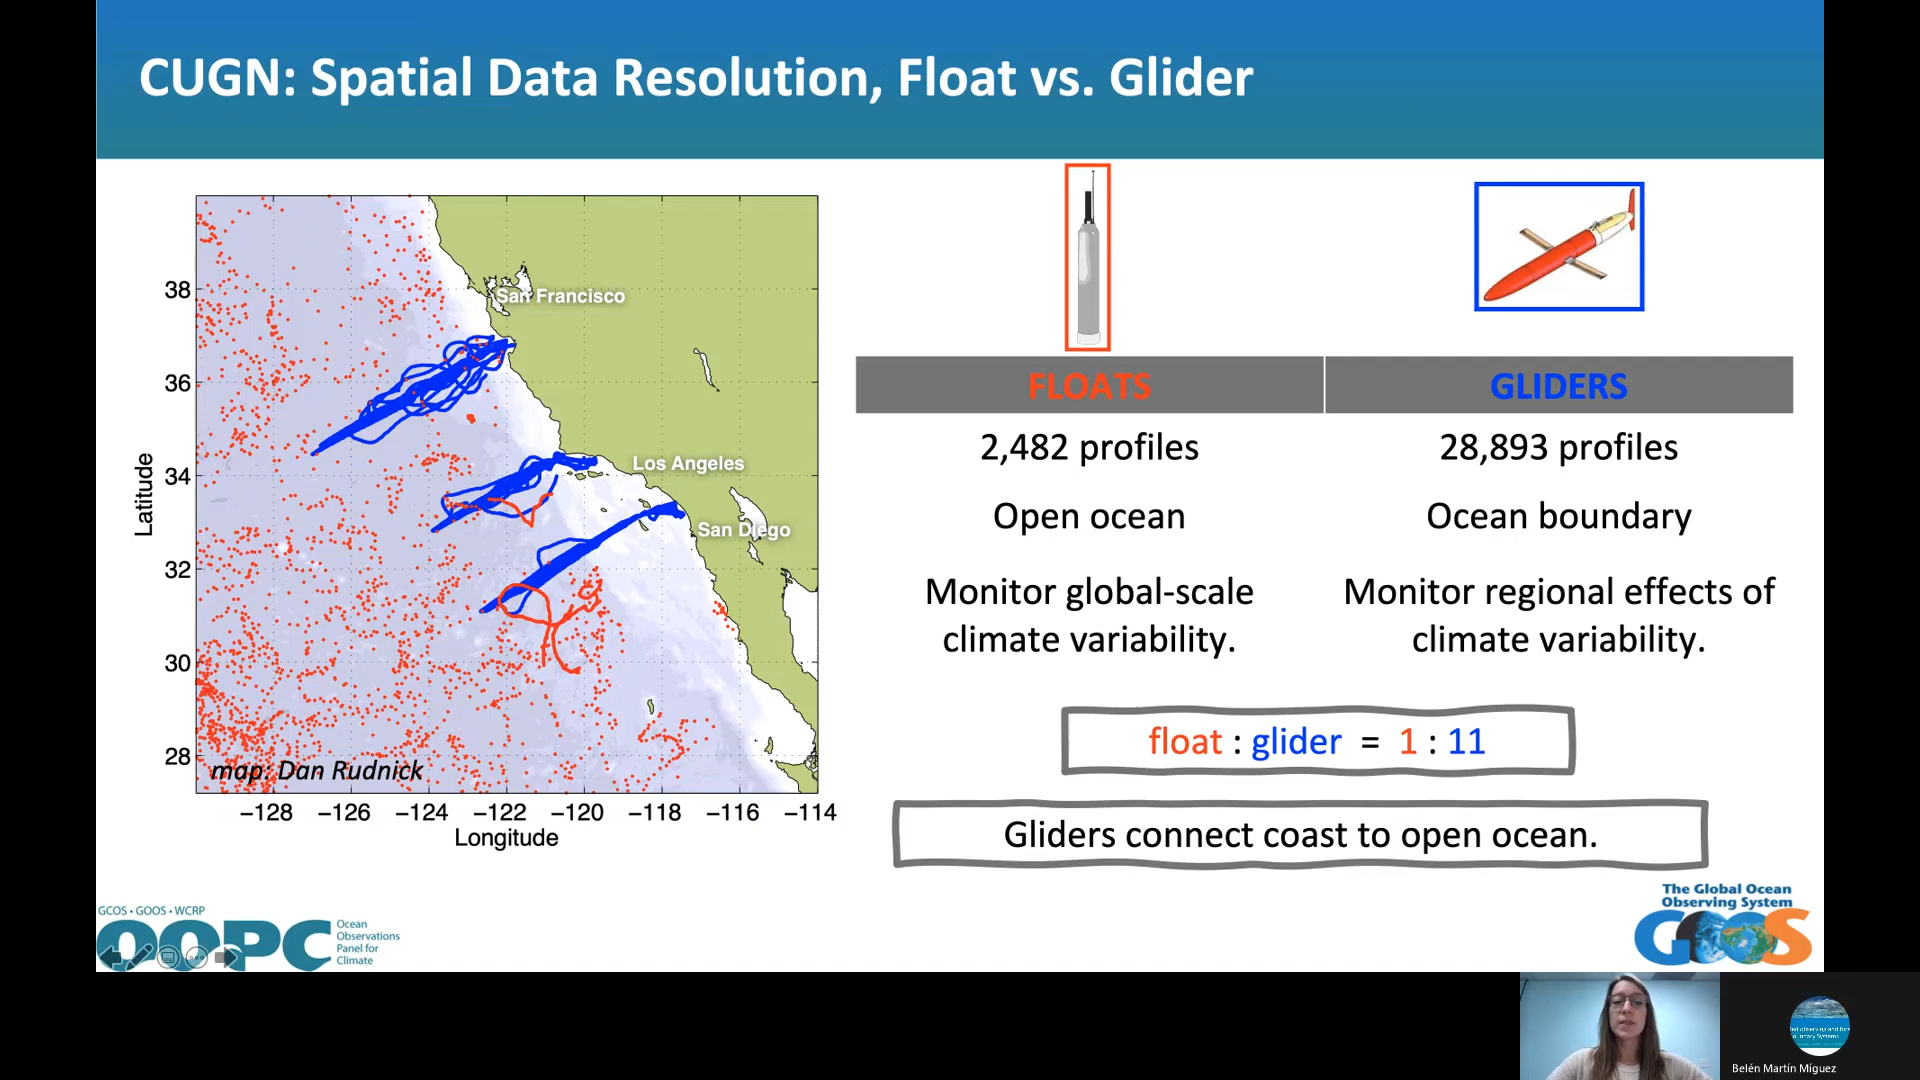 CUGN: Spatial Data Resolution, Float vs. Glider
38
36
34
32
30
28
Latitude
San Francisco
Los Angeles
San Diego
map: Dan Rudnick
−128 −126 −124 −122 −120 −118 −116 −114
Longitude
FLOATS GLIDERS
2,482 profiles 28,893 profiles
Open ocean Ocean boundary
Monitor global-scale Monitor regional effects of
climate variability. climate variability.
float : glider = 1 : 11
Gliders connect coast to open ocean.
GCOS • GOOS • WCRP
OOPC
Ocean
Observations
Panel for
Climate
The Global Ocean
Observing System
GOOS
Belén Martín Míguez